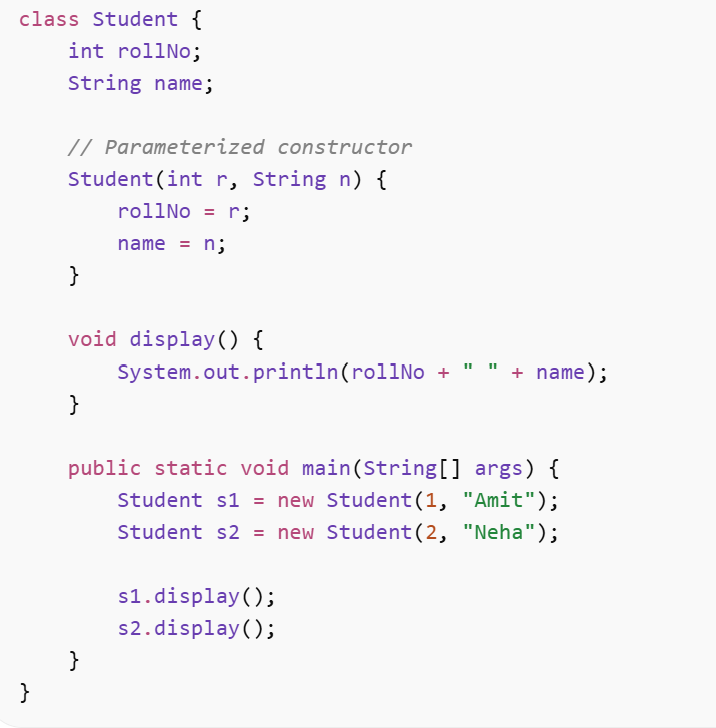 class Student {
    int rollNo;
    String name;

    // Parameterized constructor
    Student(int r, String n) {
        rollNo = r;
        name = n;
    }

    void display() {
        System.out.println(rollNo + " " + name);
    }

    public static void main(String[] args) {
        Student s1 = new Student(1, "Amit");
        Student s2 = new Student(2, "Neha");

        s1.display();
        s2.display();
    }
}